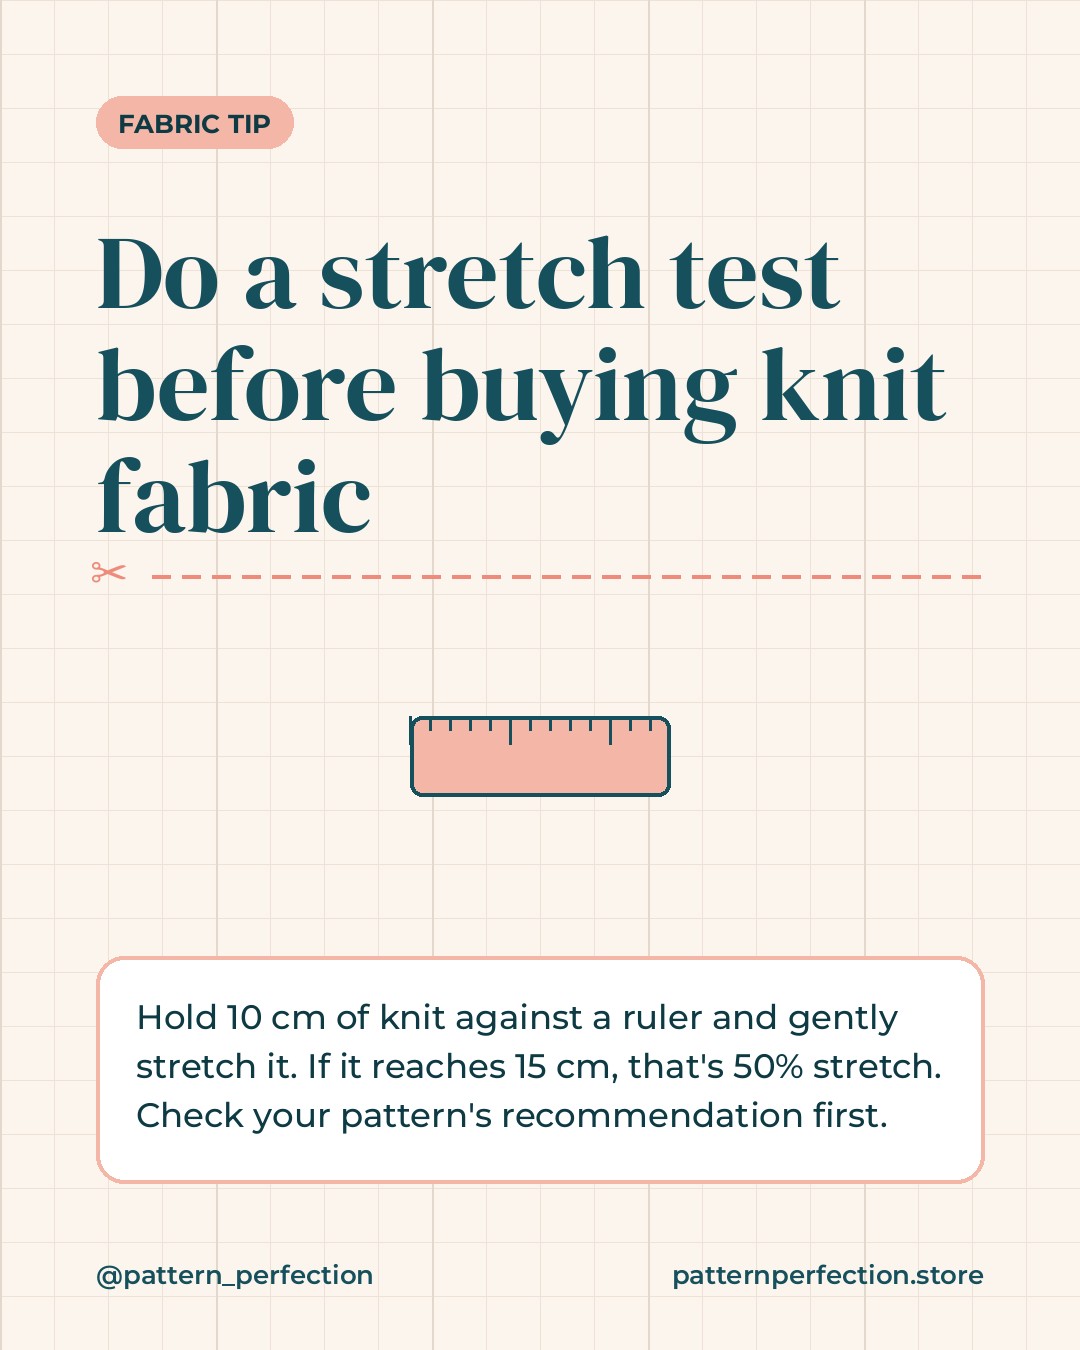 FABRIC TIP
Do a stretch test
before buying knit
fabric
Hold 10 cm of knit against a ruler and gently
stretch it. If it reaches 15 cm, that's 50% stretch.
Check your pattern's recommendation first.
@pattern_perfection
patternperfection.store